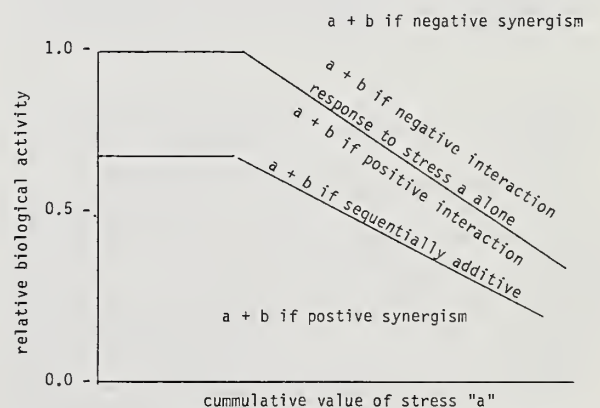 a + b if negative synergism
1.0 -
a + b if negative interaction
response to stress a alone
a + b if positive interaction
a + b if sequentially additive
0.5 -
relative biological activity
a + b if postive synergism
0.0 -
cummulative value of stress "a"